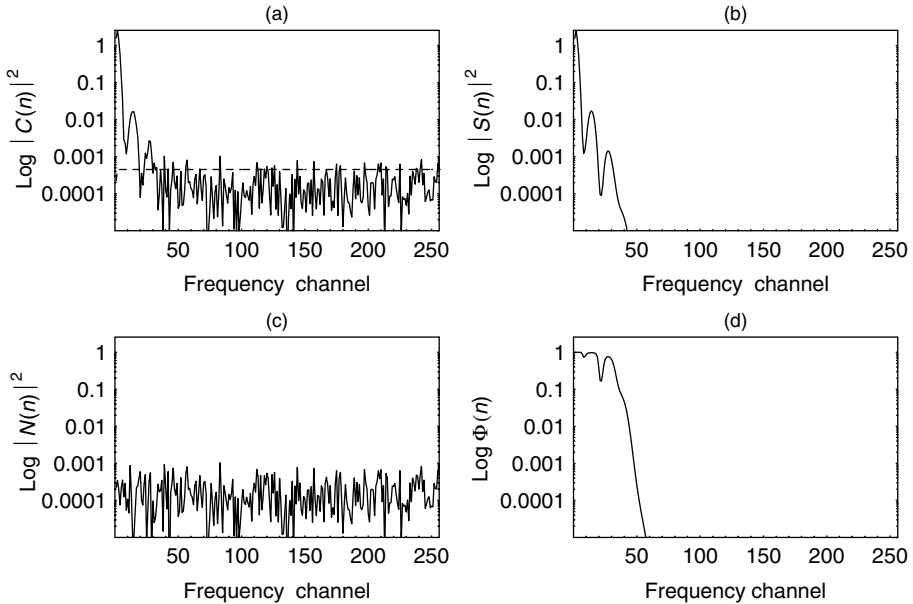 (a)
Log |C(n)|²
1
0.1
0.01
0.001
0.0001
50 100 150 200 250
Frequency channel
(b)
Log |S(n)|²
1
0.1
0.01
0.001
0.0001
50 100 150 200 250
Frequency channel
(c)
Log |N(n)|²
1
0.1
0.01
0.001
0.0001
50 100 150 200 250
Frequency channel
(d)
Log Φ(n)
1
0.1
0.01
0.001
0.0001
50 100 150 200 250
Frequency channel